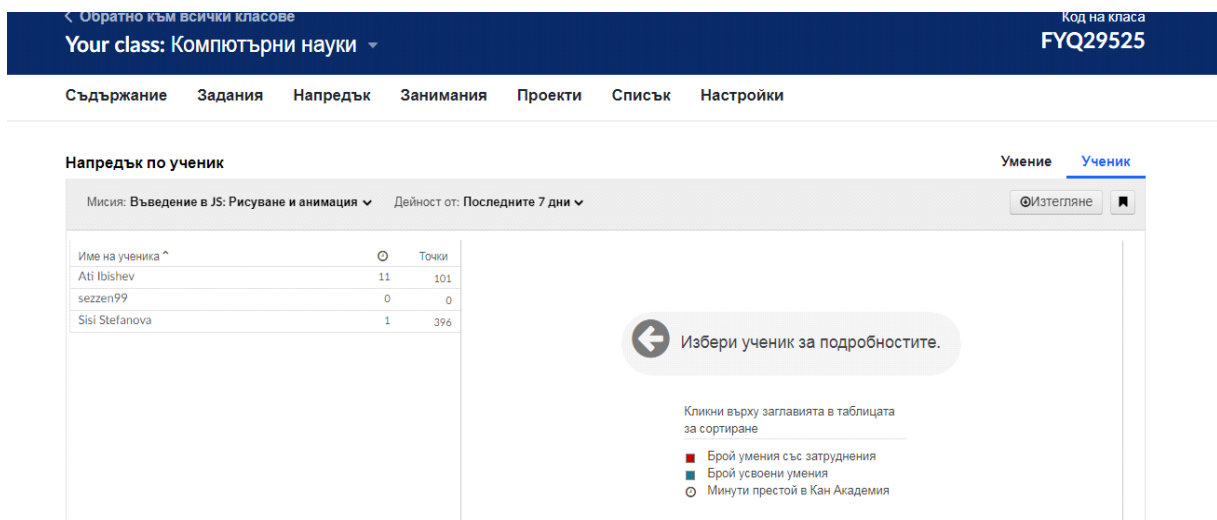 < Обратно към всички класове
Код на класа
Your class: Компютърни науки
FYQ29525
Съдържание Задания Напредък Занимания Проекти Списък Настройки
Напредък по ученик
Умение Ученик
Мисия: Въведение в JS: Рисуване и анимация Дейност от: Последните 7 дни
Изтегляне
Име на ученика ^ Точки
Ati Ibishev 11 101
sezzen99 0 0
Sisi Stefanova 1 396
Избери ученик за подробностите.
Кликни върху заглавията в таблицата
за сортиране
Брой умения със затруднения
Брой усвоени умения
Минути престой в Кан Академия